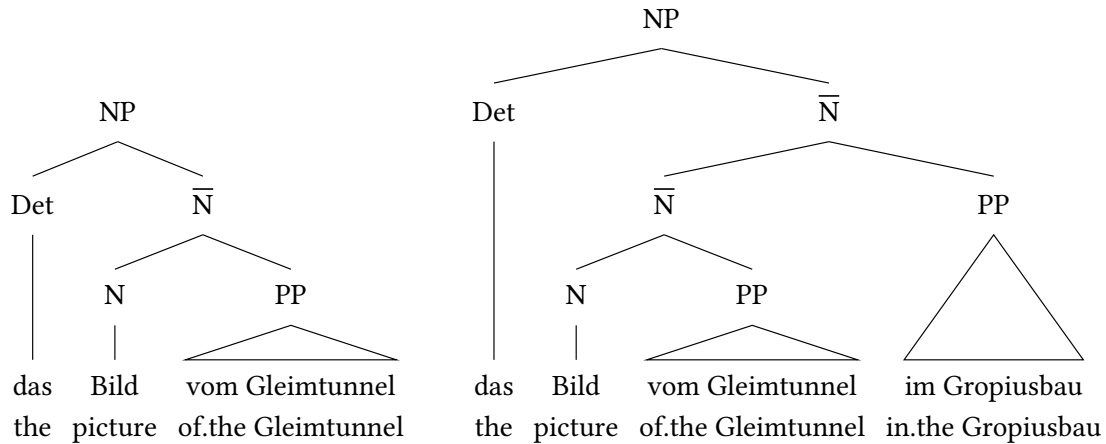 NP
Det N̅
N PP
das Bild vom Gleimtunnel
the picture of.the Gleimtunnel
NP
Det N̅
N̅ PP
N PP
das Bild vom Gleimtunnel im Gropiusbau
the picture of.the Gleimtunnel in.the Gropiusbau